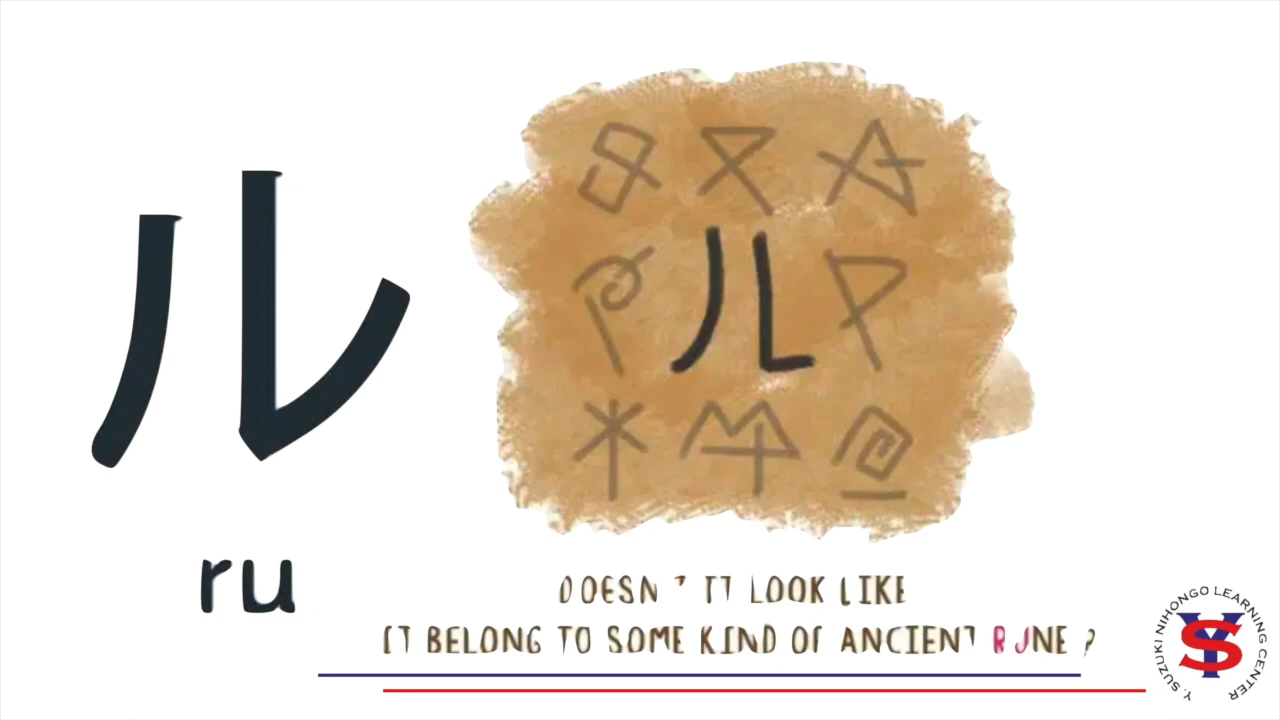 ル
ru
ル
DOESN'T IT LOOK LIKE
IT BELONG TO SOME KIND OF ANCIENT RUNE ?
Y. SUZUKI NIHONGO LEARNING CENTER
YS